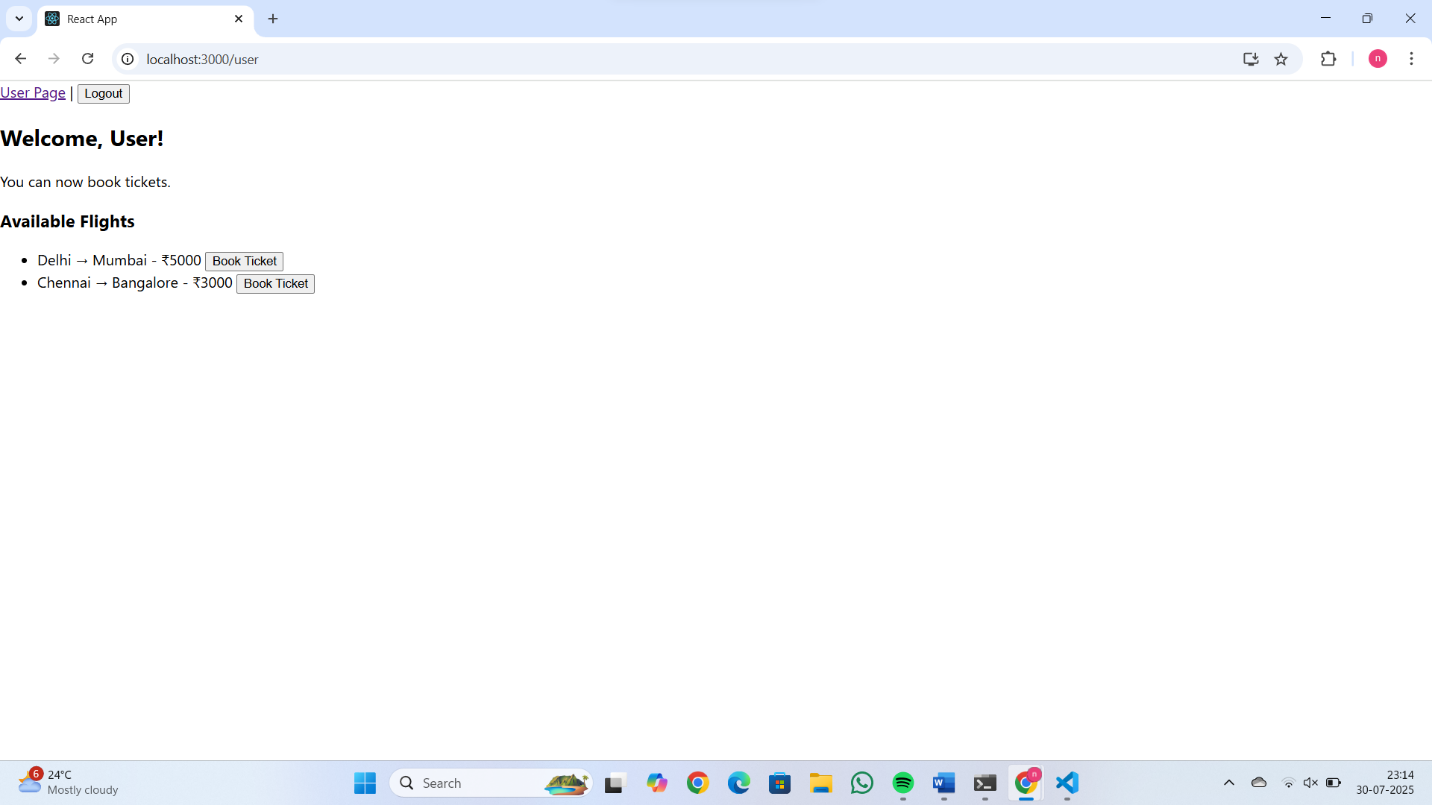 React App
localhost:3000/user
n
User Page | Logout
Welcome, User!
You can now book tickets.
Available Flights
• Delhi → Mumbai - ₹5000 Book Ticket
• Chennai → Bangalore - ₹3000 Book Ticket
6
24°C
Mostly cloudy
Search
n
23:14
30-07-2025